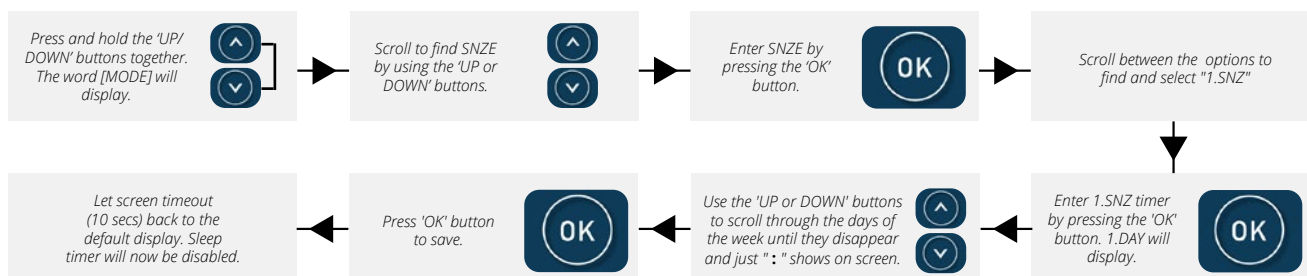 Press and hold the ‘UP/
DOWN’ buttons together.
The word [MODE] will
display.
Scroll to find SNZE
by using the ‘UP or
DOWN’ buttons.
Enter SNZE by
pressing the ‘OK’
button.
OK
Scroll between the options to
find and select "1.SNZ"
Enter 1.SNZ timer
by pressing the 'OK'
button. 1.DAY will
display.
OK
Use the 'UP or DOWN' buttons
to scroll through the days of
the week until they disappear
and just " : " shows on screen.
Press 'OK' button
to save.
OK
Let screen timeout
(10 secs) back to the
default display. Sleep
timer will now be disabled.